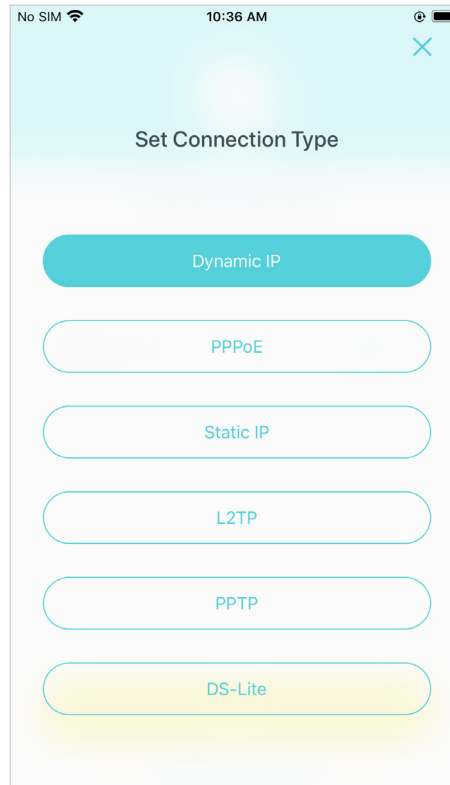 No SIM 10:36 AM
Set Connection Type
Dynamic IP
PPPoE
Static IP
L2TP
PPTP
DS-Lite